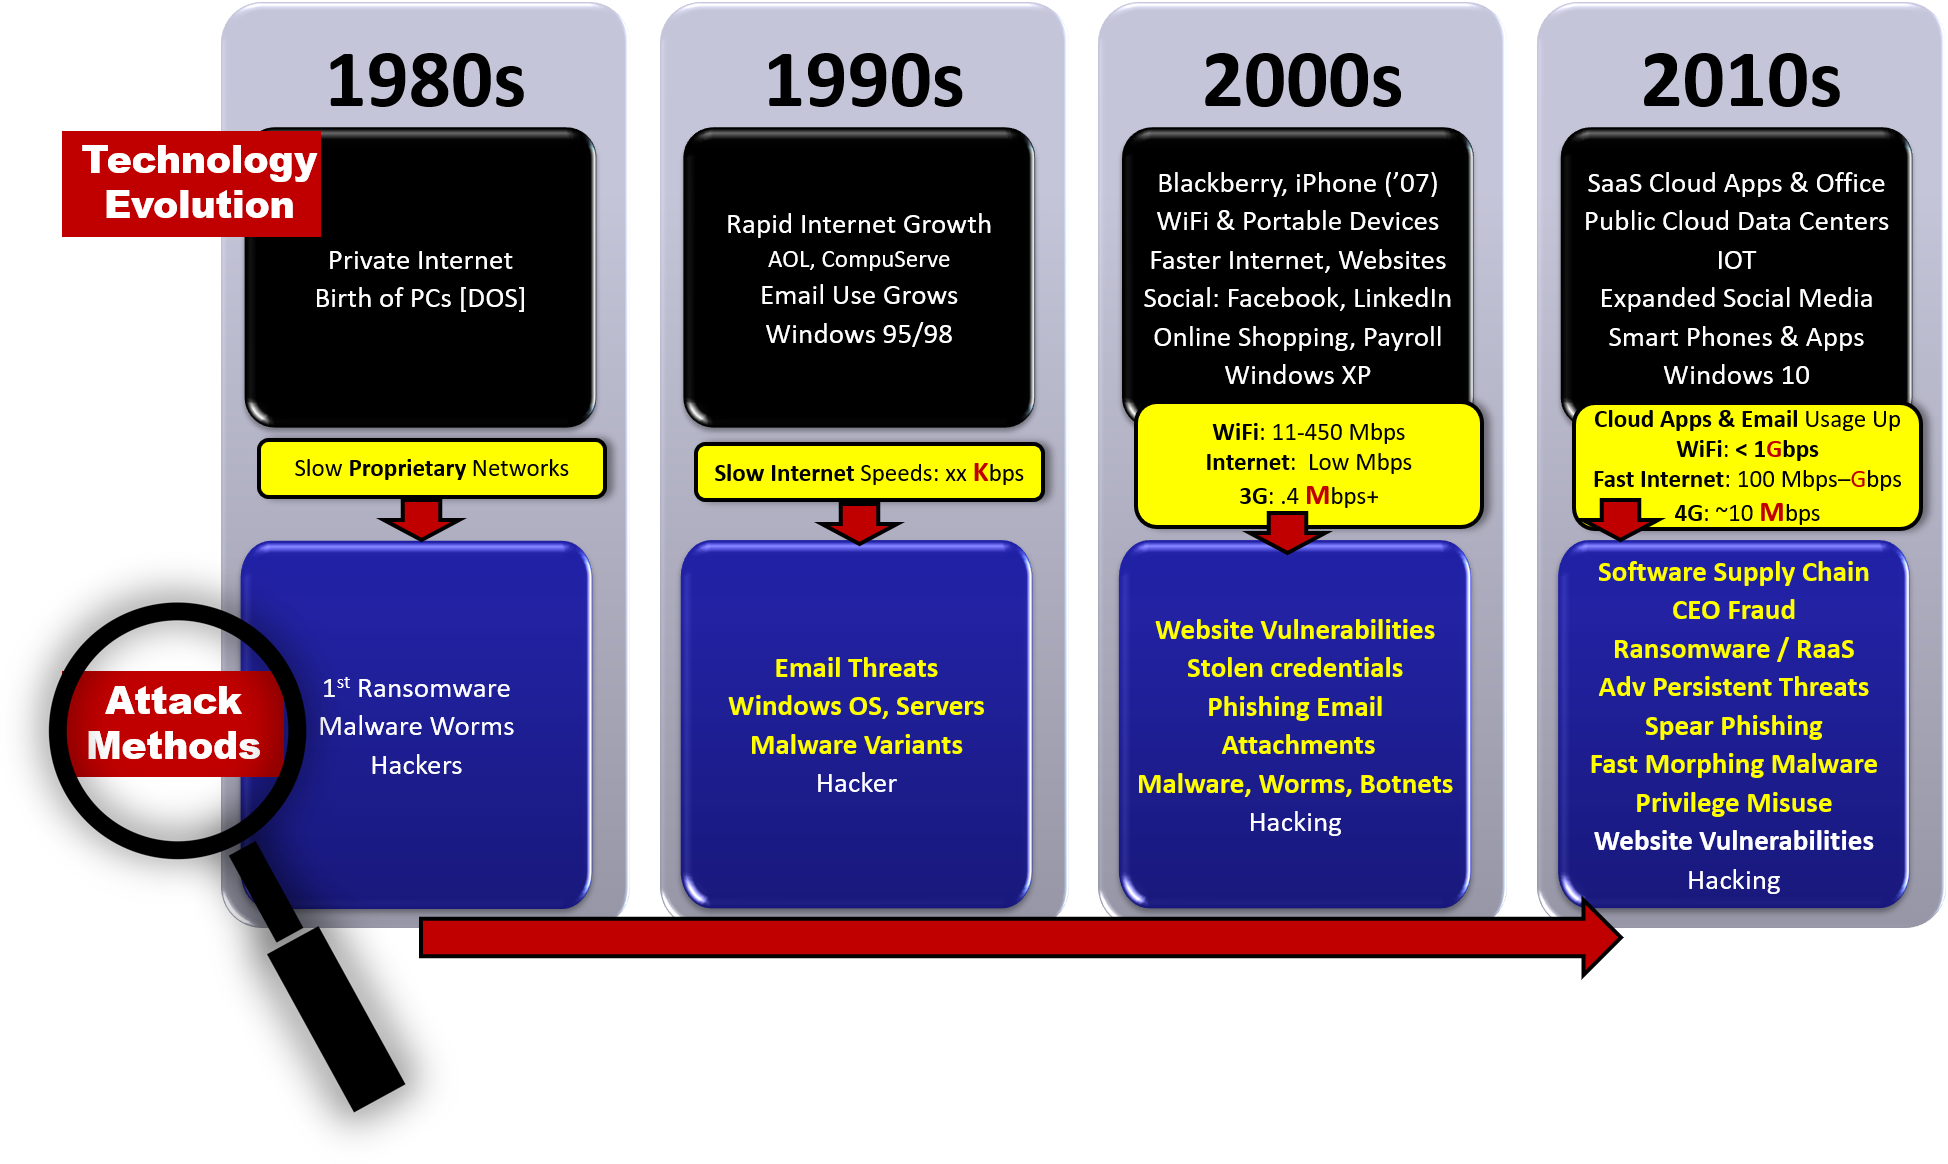 1980s
Technology
Evolution
Private Internet
Birth of PCs [DOS]
Slow Proprietary Networks
Attack
Methods
1st Ransomware
Malware Worms
Hackers
1990s
Rapid Internet Growth
AOL, CompuServe
Email Use Grows
Windows 95/98
Slow Internet Speeds: xx Kbps
Email Threats
Windows OS, Servers
Malware Variants
Hacker
2000s
Blackberry, iPhone (’07)
WiFi & Portable Devices
Faster Internet, Websites
Social: Facebook, LinkedIn
Online Shopping, Payroll
Windows XP
WiFi: 11-450 Mbps
Internet: Low Mbps
3G: .4 Mbps+
Website Vulnerabilities
Stolen credentials
Phishing Email
Attachments
Malware, Worms, Botnets
Hacking
2010s
SaaS Cloud Apps & Office
Public Cloud Data Centers
IOT
Expanded Social Media
Smart Phones & Apps
Windows 10
Cloud Apps & Email Usage Up
WiFi: < 1Gbps
Fast Internet: 100 Mbps–Gbps
4G: ~10 Mbps
Software Supply Chain
CEO Fraud
Ransomware / RaaS
Adv Persistent Threats
Spear Phishing
Fast Morphing Malware
Privilege Misuse
Website Vulnerabilities
Hacking